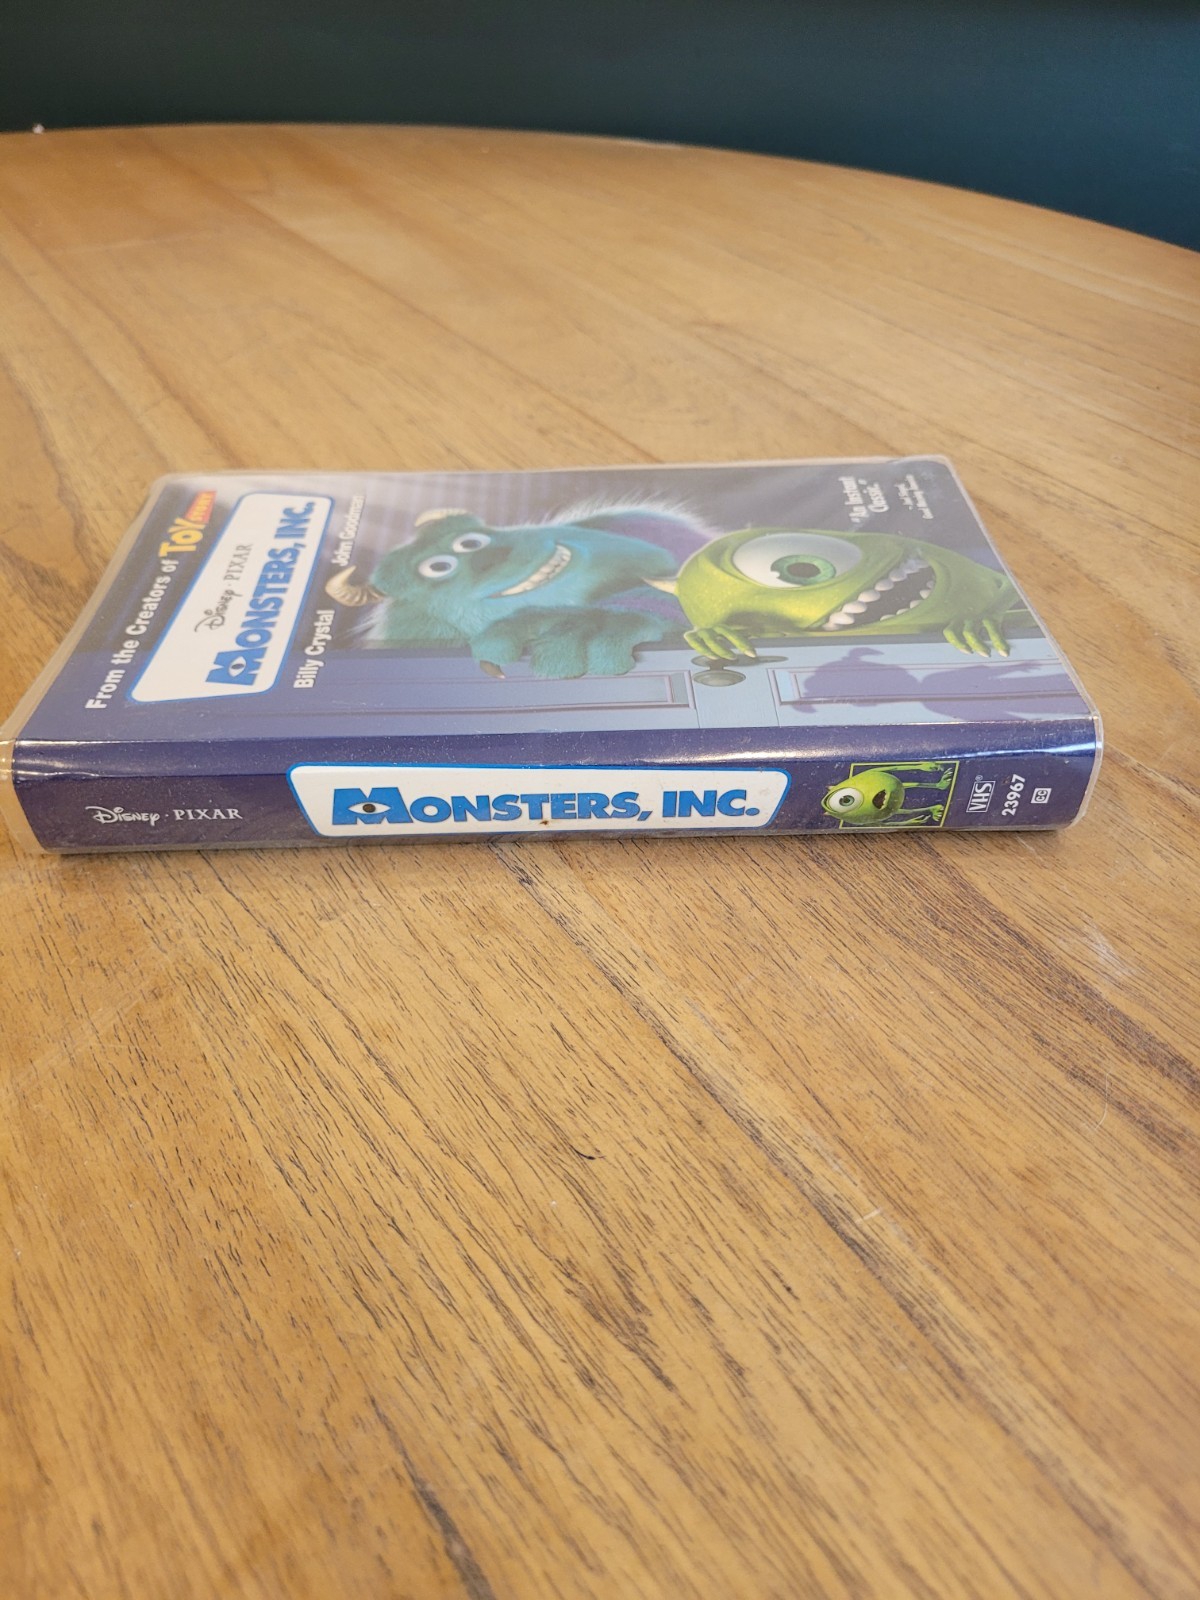 From the Creators of TOY STORY
Disney · PIXAR
MONSTERS, INC.
Billy Crystal
John Goodman
"An Instant
Classic."
Disney · PIXAR
MONSTERS, INC.
VHS®
23967
CC